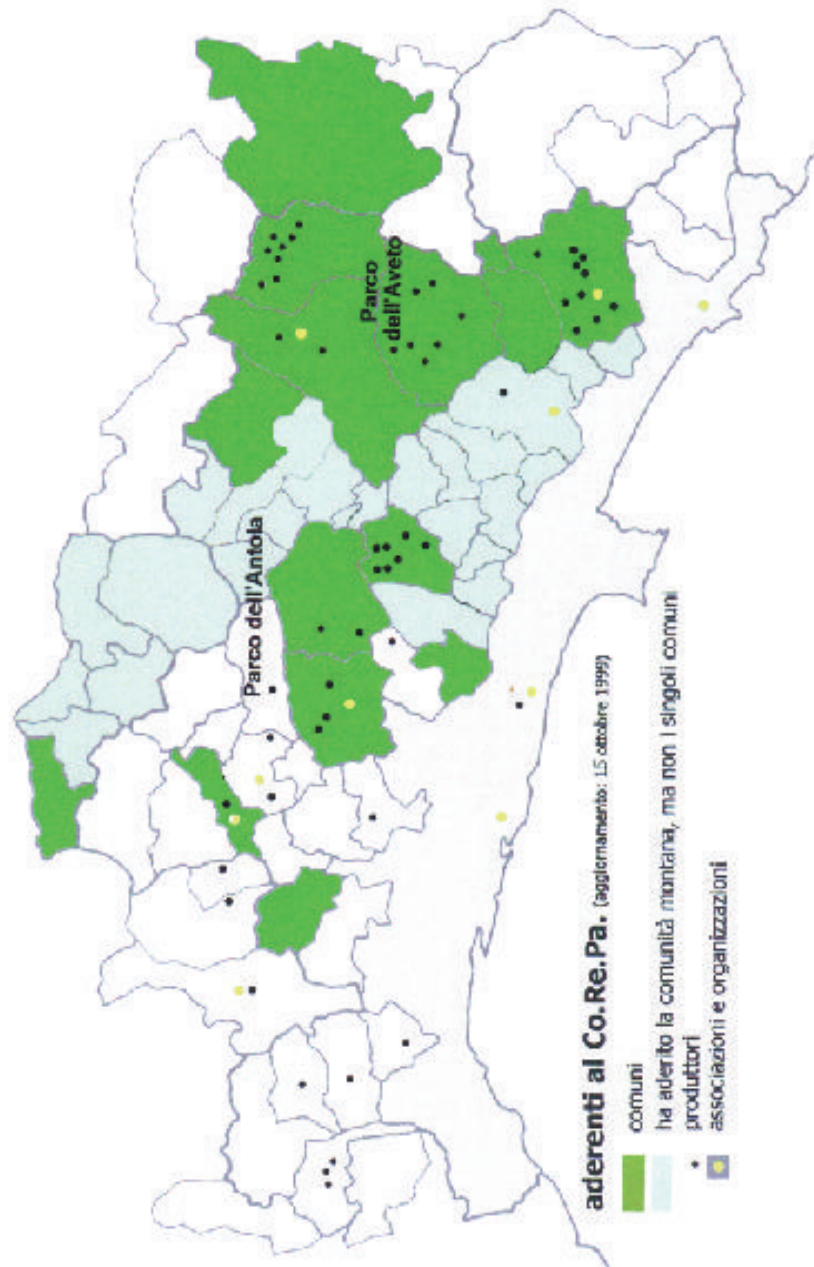 Parco dell'Antola
Parco
dell'Aveto
aderenti al Co.Re.Pa. (aggiornamento: 15 ottobre 1999)
comuni
ha aderito la comunità montana, ma non i singoli comuni
produttori
associazioni e organizzazioni